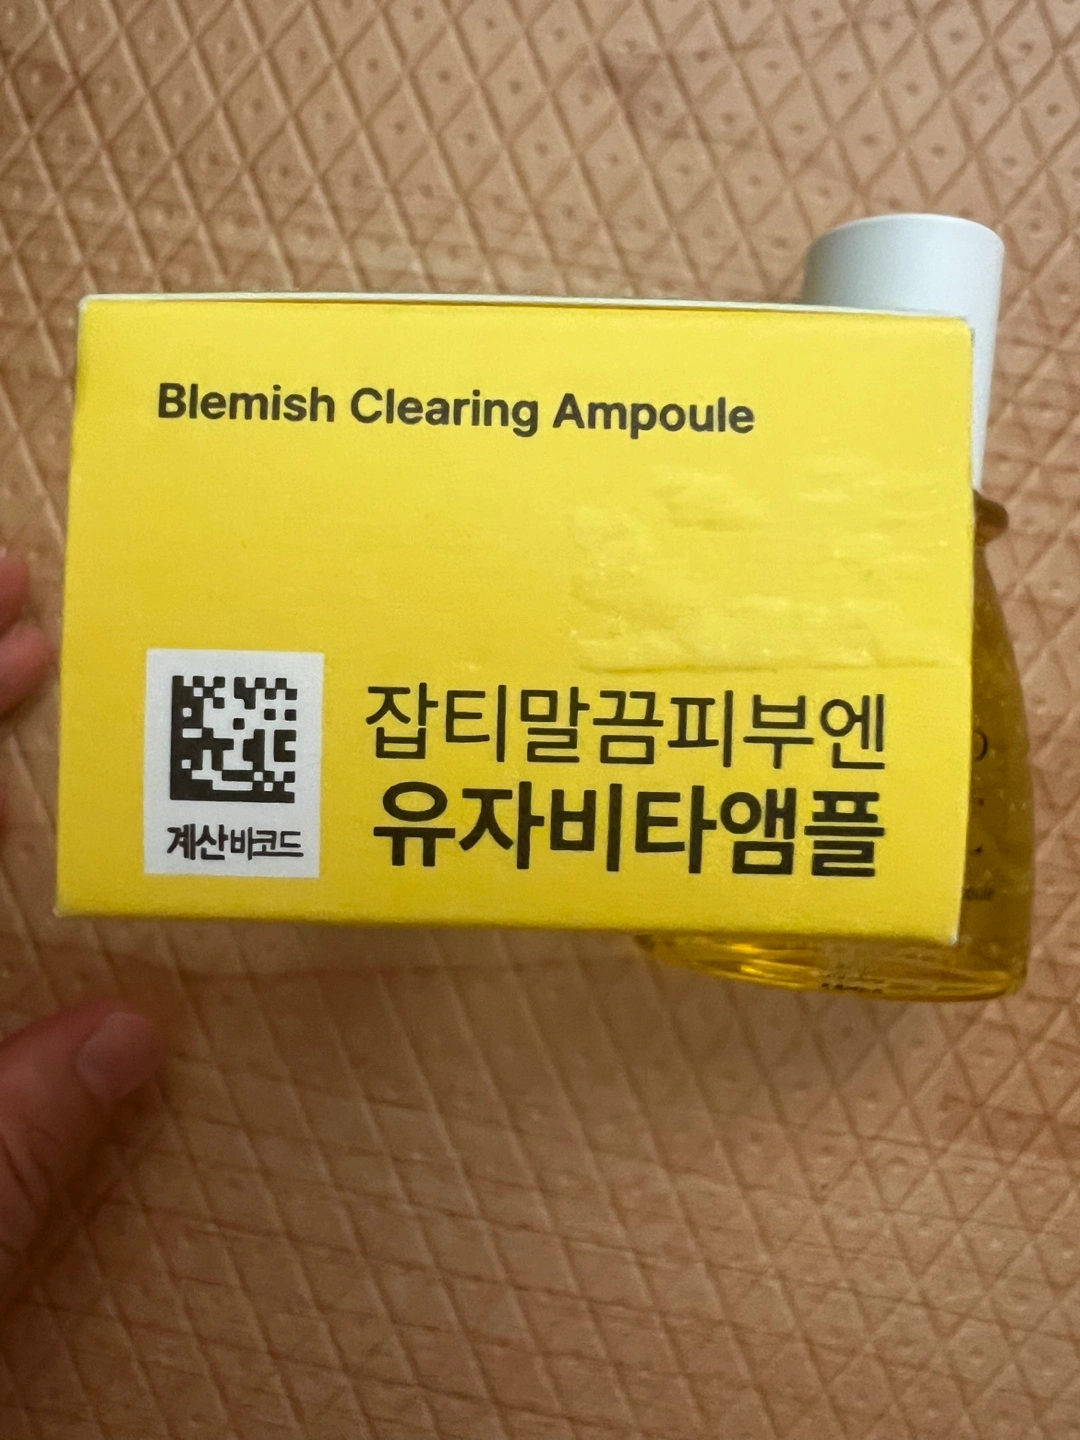 Blemish Clearing Ampoule
잡티말끔피부엔
유자비타앰플
계산바코드